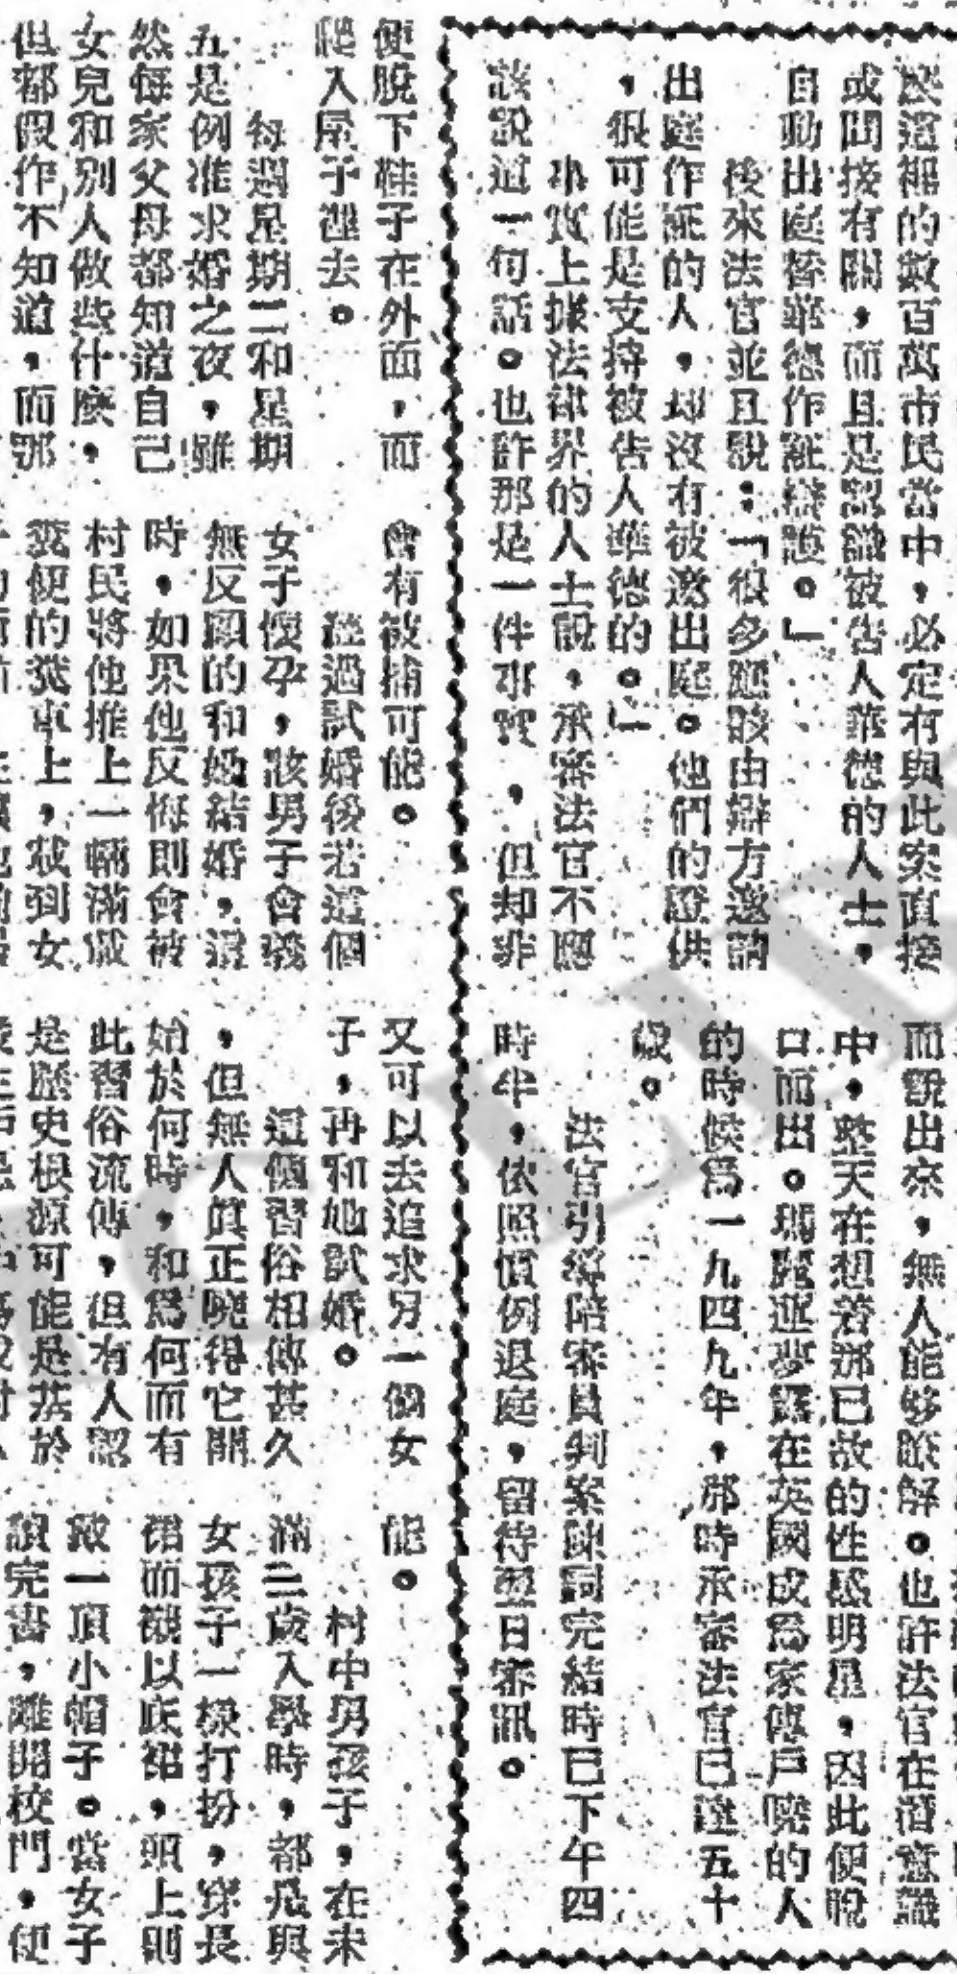 這裡的數百萬市民當中，必定有與此案直接
或間接有關，而且是認識被告人華德的人士，
自動出庭替華德作証辯護。」
後來法官並且說：「很多應該由辯方邀請
出庭作証的人，却沒有被邀出庭。他們的證供
，很可能是支持被告人華德的。」
事實上據法律界的人士說，承審法官不應
該說這一句話。也許那是一件事實，但却非
而說出來，無人能够瞭解。也許法官在潛意識
中，整天在想着那已故的性感明星，因此便脫
口而出。瑪麗蓮夢露在英國成爲家傳戶曉的人
的時候爲一九四九年，那時承審法官已達五十
歲。
法官引導陪審員判案陳詞完結時已下午四
時半，依照慣例退庭，留待翌日審訊。
便脫下鞋子在外面，而
爬入屋子裡去。
每遇星期二和星期
五是例准求婚之夜，雖
然每家父母都知道自己
女兒和別人做些什麽，
但都假作不知道，而鄂
會有被捕可能。
經過試婚後若這個
女子懷孕，該男子會義
無反顧的和她結婚，這
時，如果他反悔則會被
村民將他推上一輛滿載
糞便的糞車上，載到女
又可以去追求另一個女
子，再和她試婚。
這個習俗相傳甚久
，但無人眞正曉得它開
始於何時，和爲何而有
此習俗流傳，但有人認
是歷史根源可能是基於
能。
村中男孩子，在未
滿二歲入學時，都是與
女孩子一樣打扮，穿長
裙而襯以底裙，頭上則
戴一頂小帽子。當女子
讀完書，離開校門，便